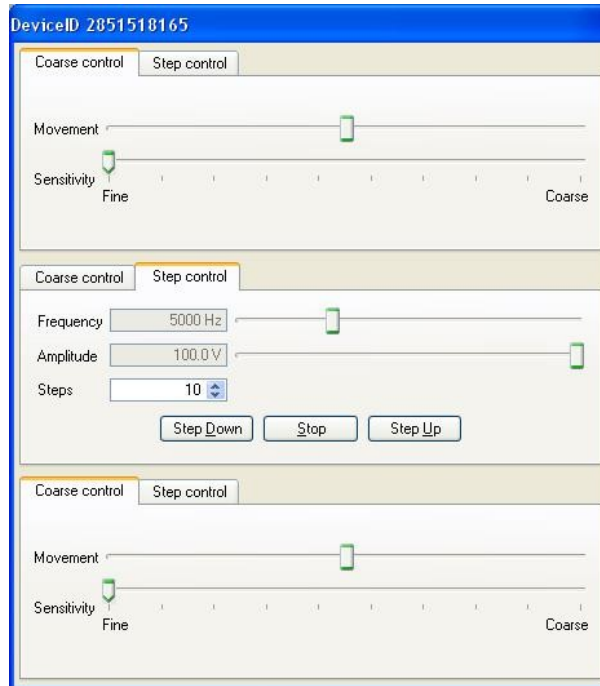 DeviceID 2851518165
Coarse control Step control
Movement
Sensitivity
Fine Coarse
Coarse control Step control
Frequency 5000 Hz
Amplitude 100.0 V
Steps 10
Step Down Stop Step Up
Coarse control Step control
Movement
Sensitivity
Fine Coarse